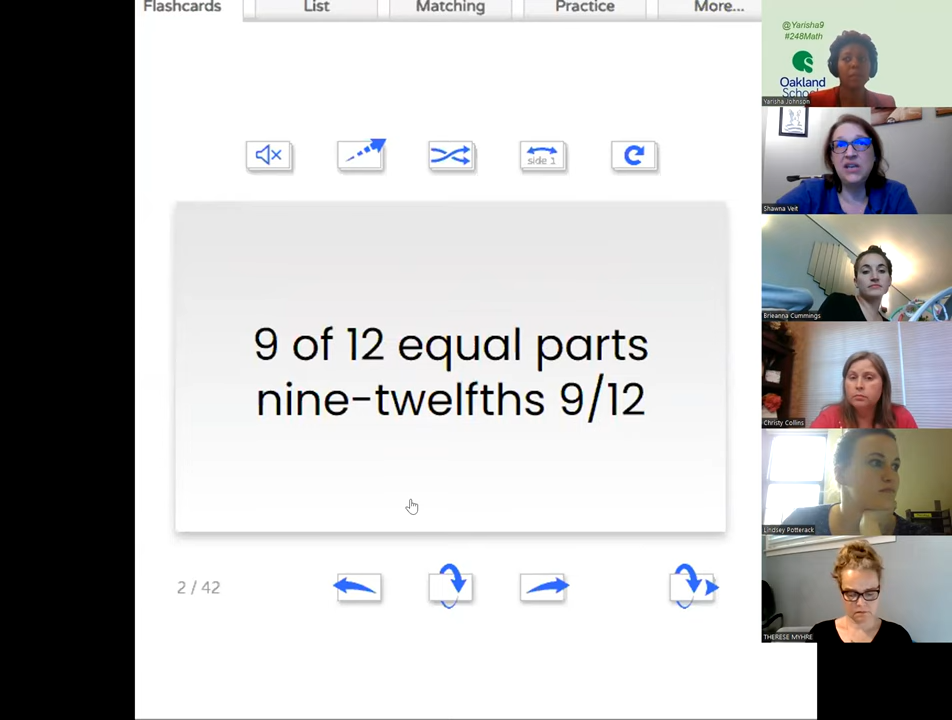 Flashcards
List
Matching
Practice
More...
side 1
9 of 12 equal parts
nine-twelfths 9/12
2 / 42
@Yarisha9
#248Math
Oakland
Schoo
Yarisha Johnson
Shawna Veit
Brieanna Cummings
Christy Collins
Lindsey Potterack
THERESE MYHRE